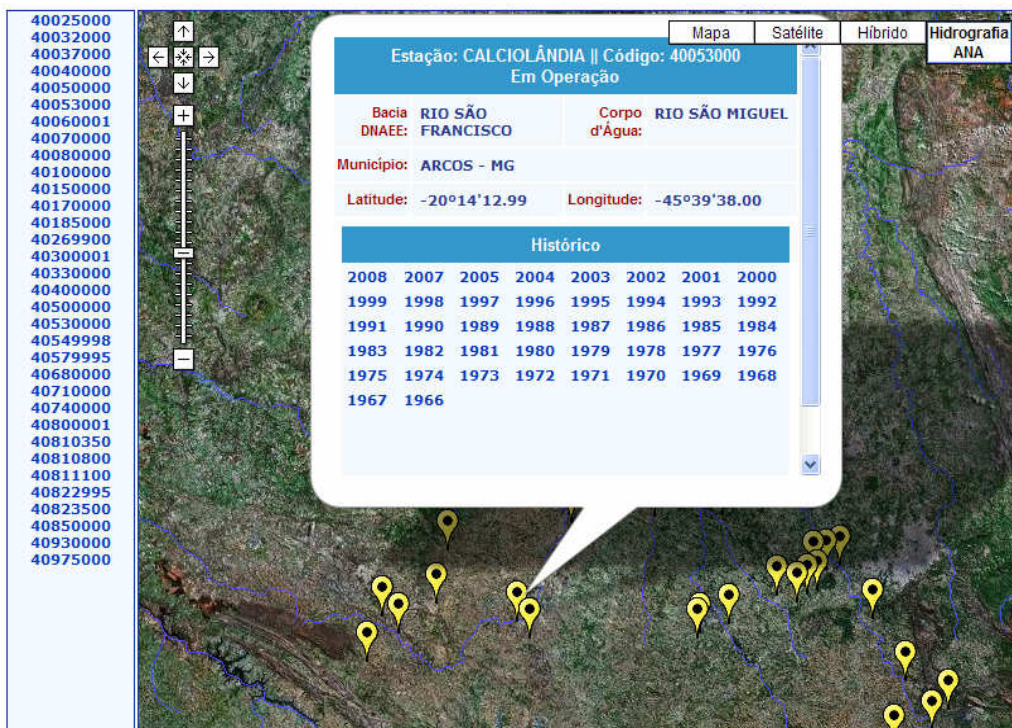 40025000
40032000
40037000
40040000
40050000
40053000
40060001
40070000
40080000
40100000
40150000
40170000
40185000
40269900
40300001
40330000
40400000
40500000
40530000
40549998
40579995
40680000
40710000
40740000
40800001
40810350
40810800
40811100
40822995
40823500
40850000
40930000
40975000
Mapa Satélite Híbrido Hidrografia
ANA
Estação: CALCIOLÂNDIA || Código: 40053000
Em Operação
Bacia DNAEE: RIO SÃO FRANCISCO Corpo d'Água: RIO SÃO MIGUEL
Município: ARCOS - MG
Latitude: -20º14'12.99 Longitude: -45º39'38.00
Histórico
2008 2007 2005 2004 2003 2002 2001 2000
1999 1998 1997 1996 1995 1994 1993 1992
1991 1990 1989 1988 1987 1986 1985 1984
1983 1982 1981 1980 1979 1978 1977 1976
1975 1974 1973 1972 1971 1970 1969 1968
1967 1966